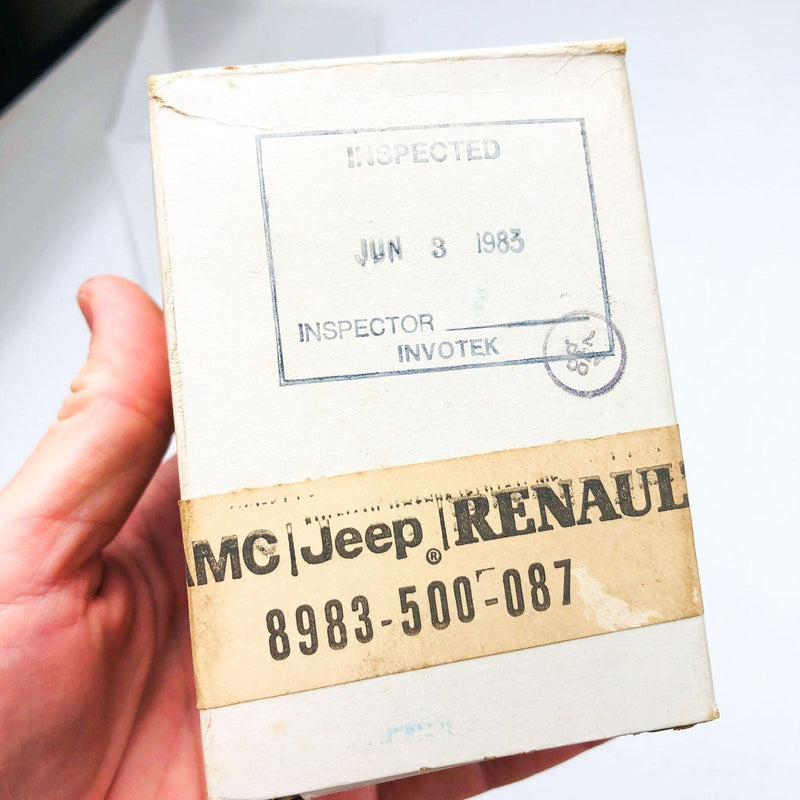 INSPECTED
JUN 3 1983
INSPECTOR
INVOTEK
AMC|Jeep®|RENAULT
8983-500-087